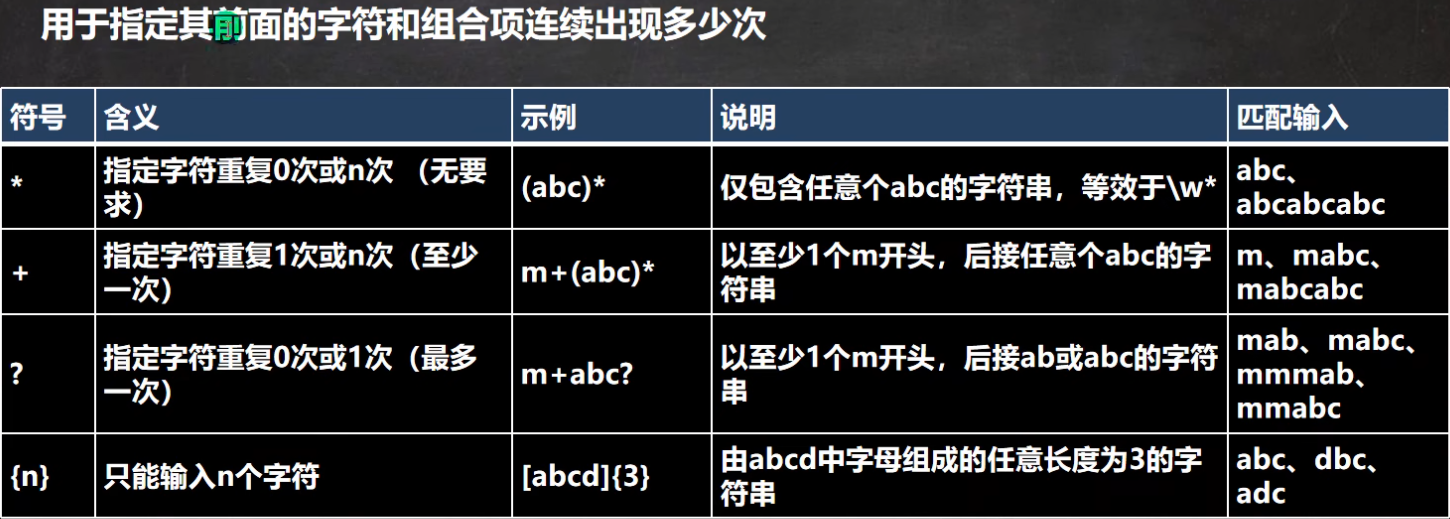 用于指定其前面的字符和组合项连续出现多少次
符号 含义 示例 说明 匹配输入
* 指定字符重复0次或n次 （无要求） (abc)* 仅包含任意个abc的字符串，等效于\w* abc、abcabcabc
+ 指定字符重复1次或n次（至少一次） m+(abc)* 以至少1个m开头，后接任意个abc的字符串 m、mabc、mabcabc
? 指定字符重复0次或1次（最多一次） m+abc? 以至少1个m开头，后接ab或abc的字符串 mab、mabc、mmmab、mmabc
{n} 只能输入n个字符 [abcd]{3} 由abcd中字母组成的任意长度为3的字符串 abc、dbc、adc